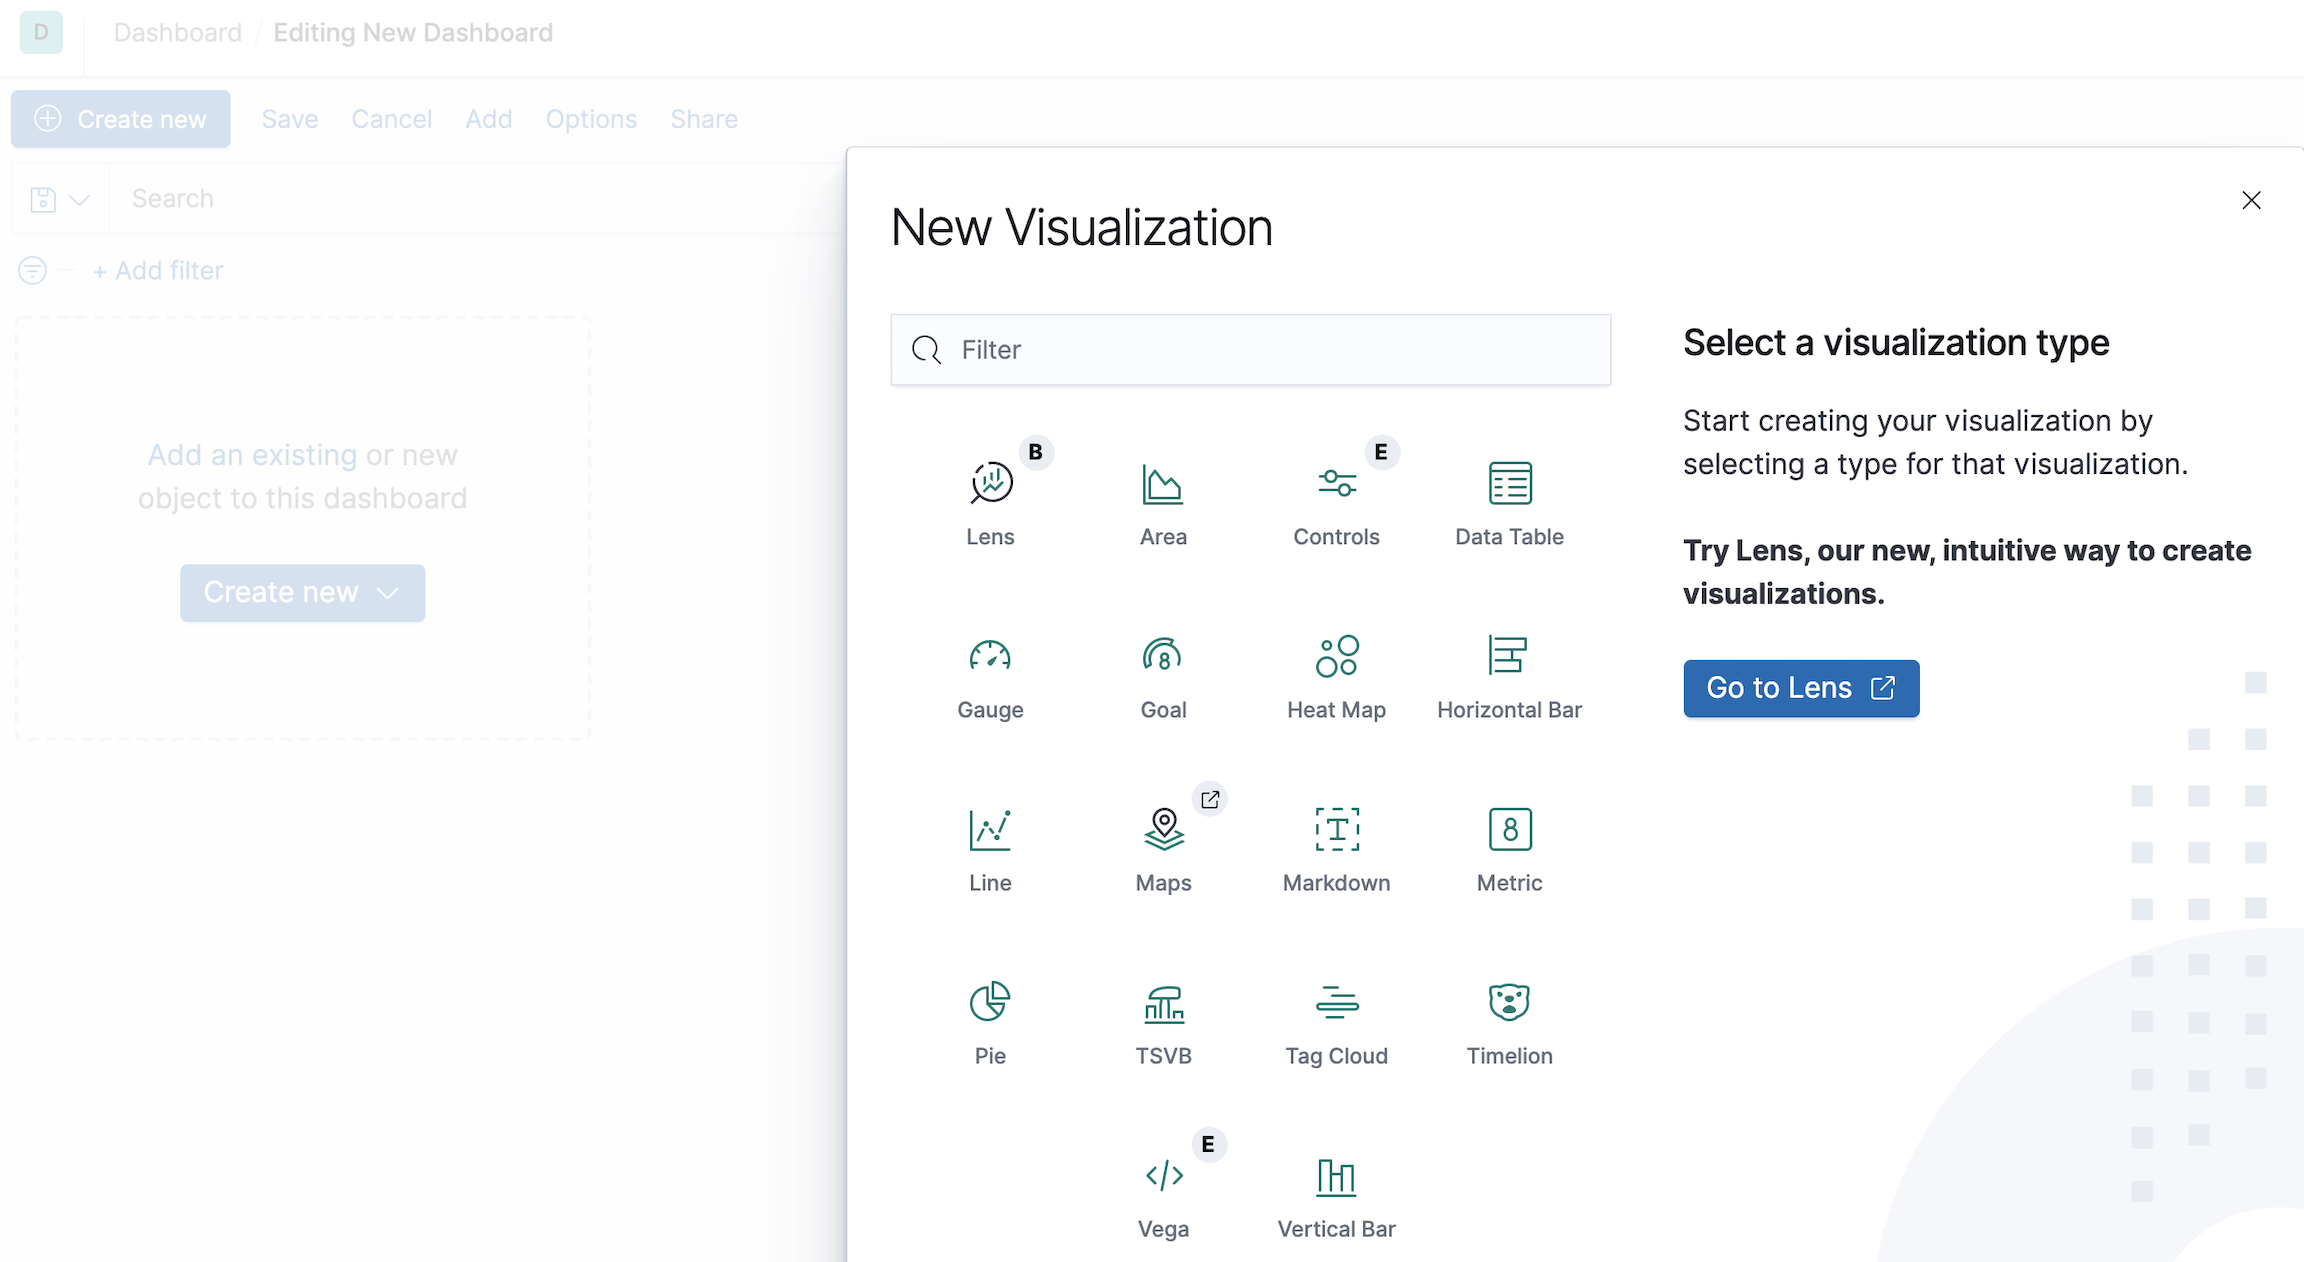 D
Dashboard / Editing New Dashboard
Create new Save Cancel Add Options Share
Search
+ Add filter
Add an existing or new
object to this dashboard
Create new
New Visualization
Filter
B
E
Lens Area Controls Data Table
8
Gauge Goal Heat Map Horizontal Bar
T
8
Line Maps Markdown Metric
Pie TSVB Tag Cloud Timelion
E
</>
Vega Vertical Bar
Select a visualization type
Start creating your visualization by
selecting a type for that visualization.
Try Lens, our new, intuitive way to create
visualizations.
Go to Lens